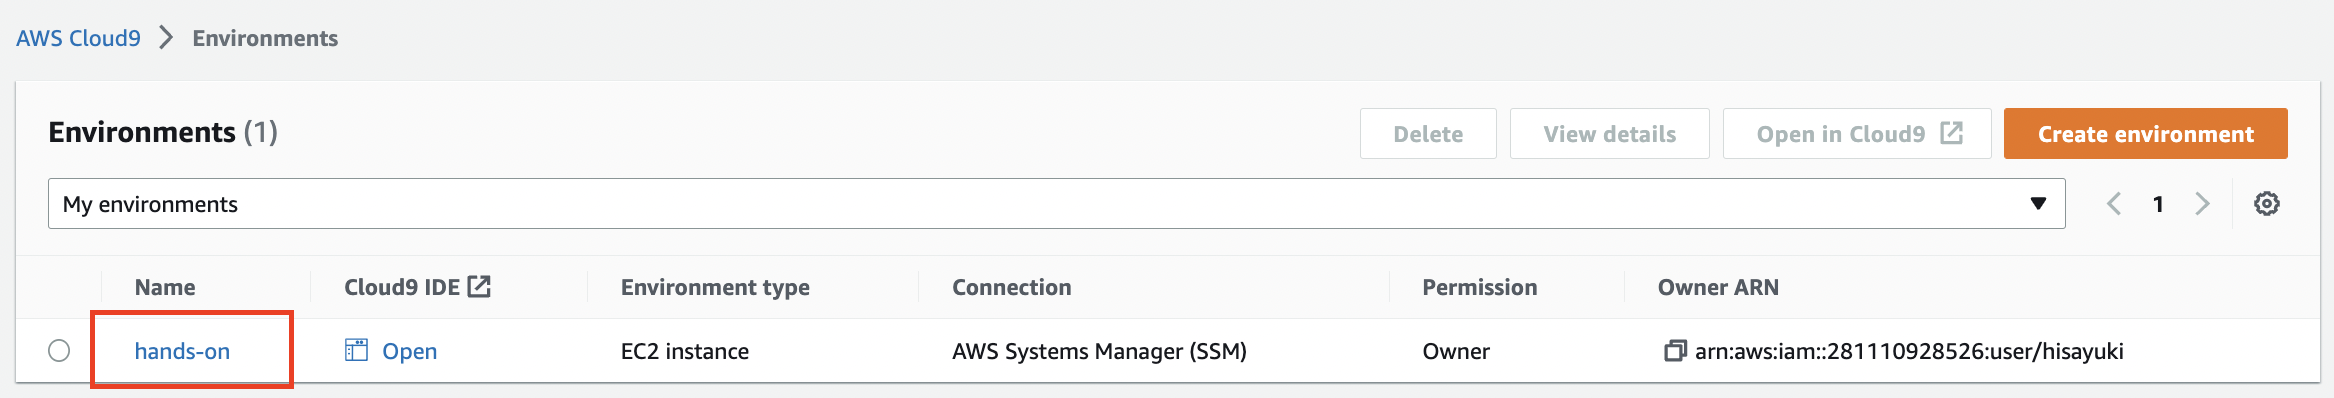 AWS Cloud9 > Environments
Environments (1)
Delete View details Open in Cloud9 Create environment
My environments 1
Name Cloud9 IDE Environment type Connection Permission Owner ARN
hands-on Open EC2 instance AWS Systems Manager (SSM) Owner arn:aws:iam::281110928526:user/hisayuki